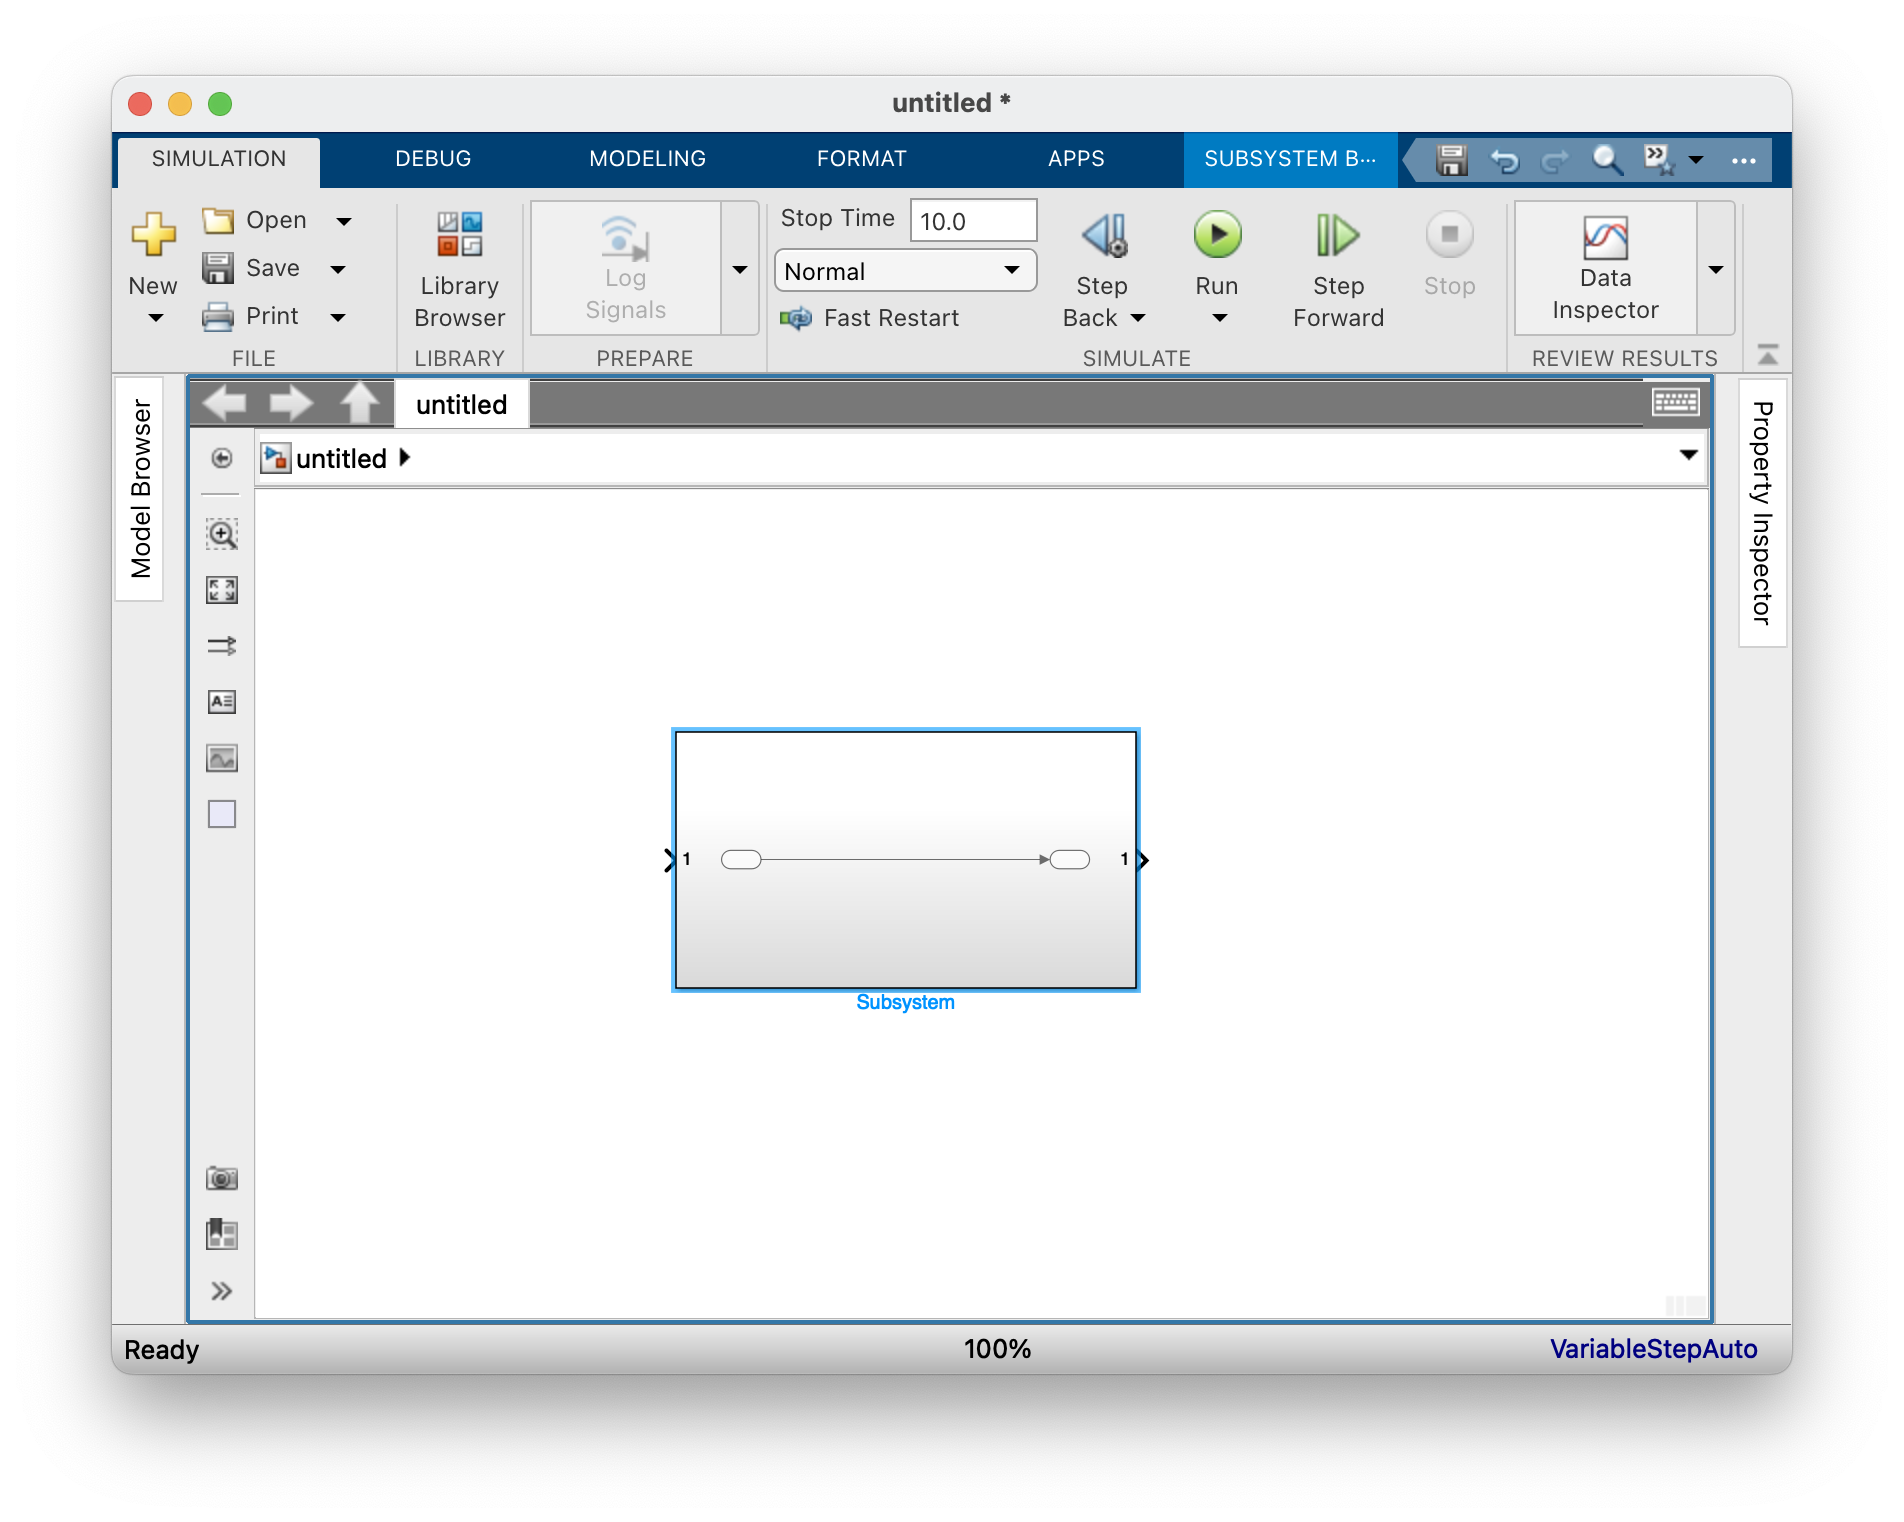 untitled *
SIMULATION DEBUG MODELING FORMAT APPS SUBSYSTEM B...
New
Open
Save
Print
FILE
Library
Browser
LIBRARY
Log
Signals
PREPARE
Stop Time 10.0
Normal
Fast Restart
Step
Back
Run
Step
Forward
Stop
SIMULATE
Data
Inspector
REVIEW RESULTS
Model Browser
untitled
untitled
Property Inspector
1 1
Subsystem
Ready 100% VariableStepAuto